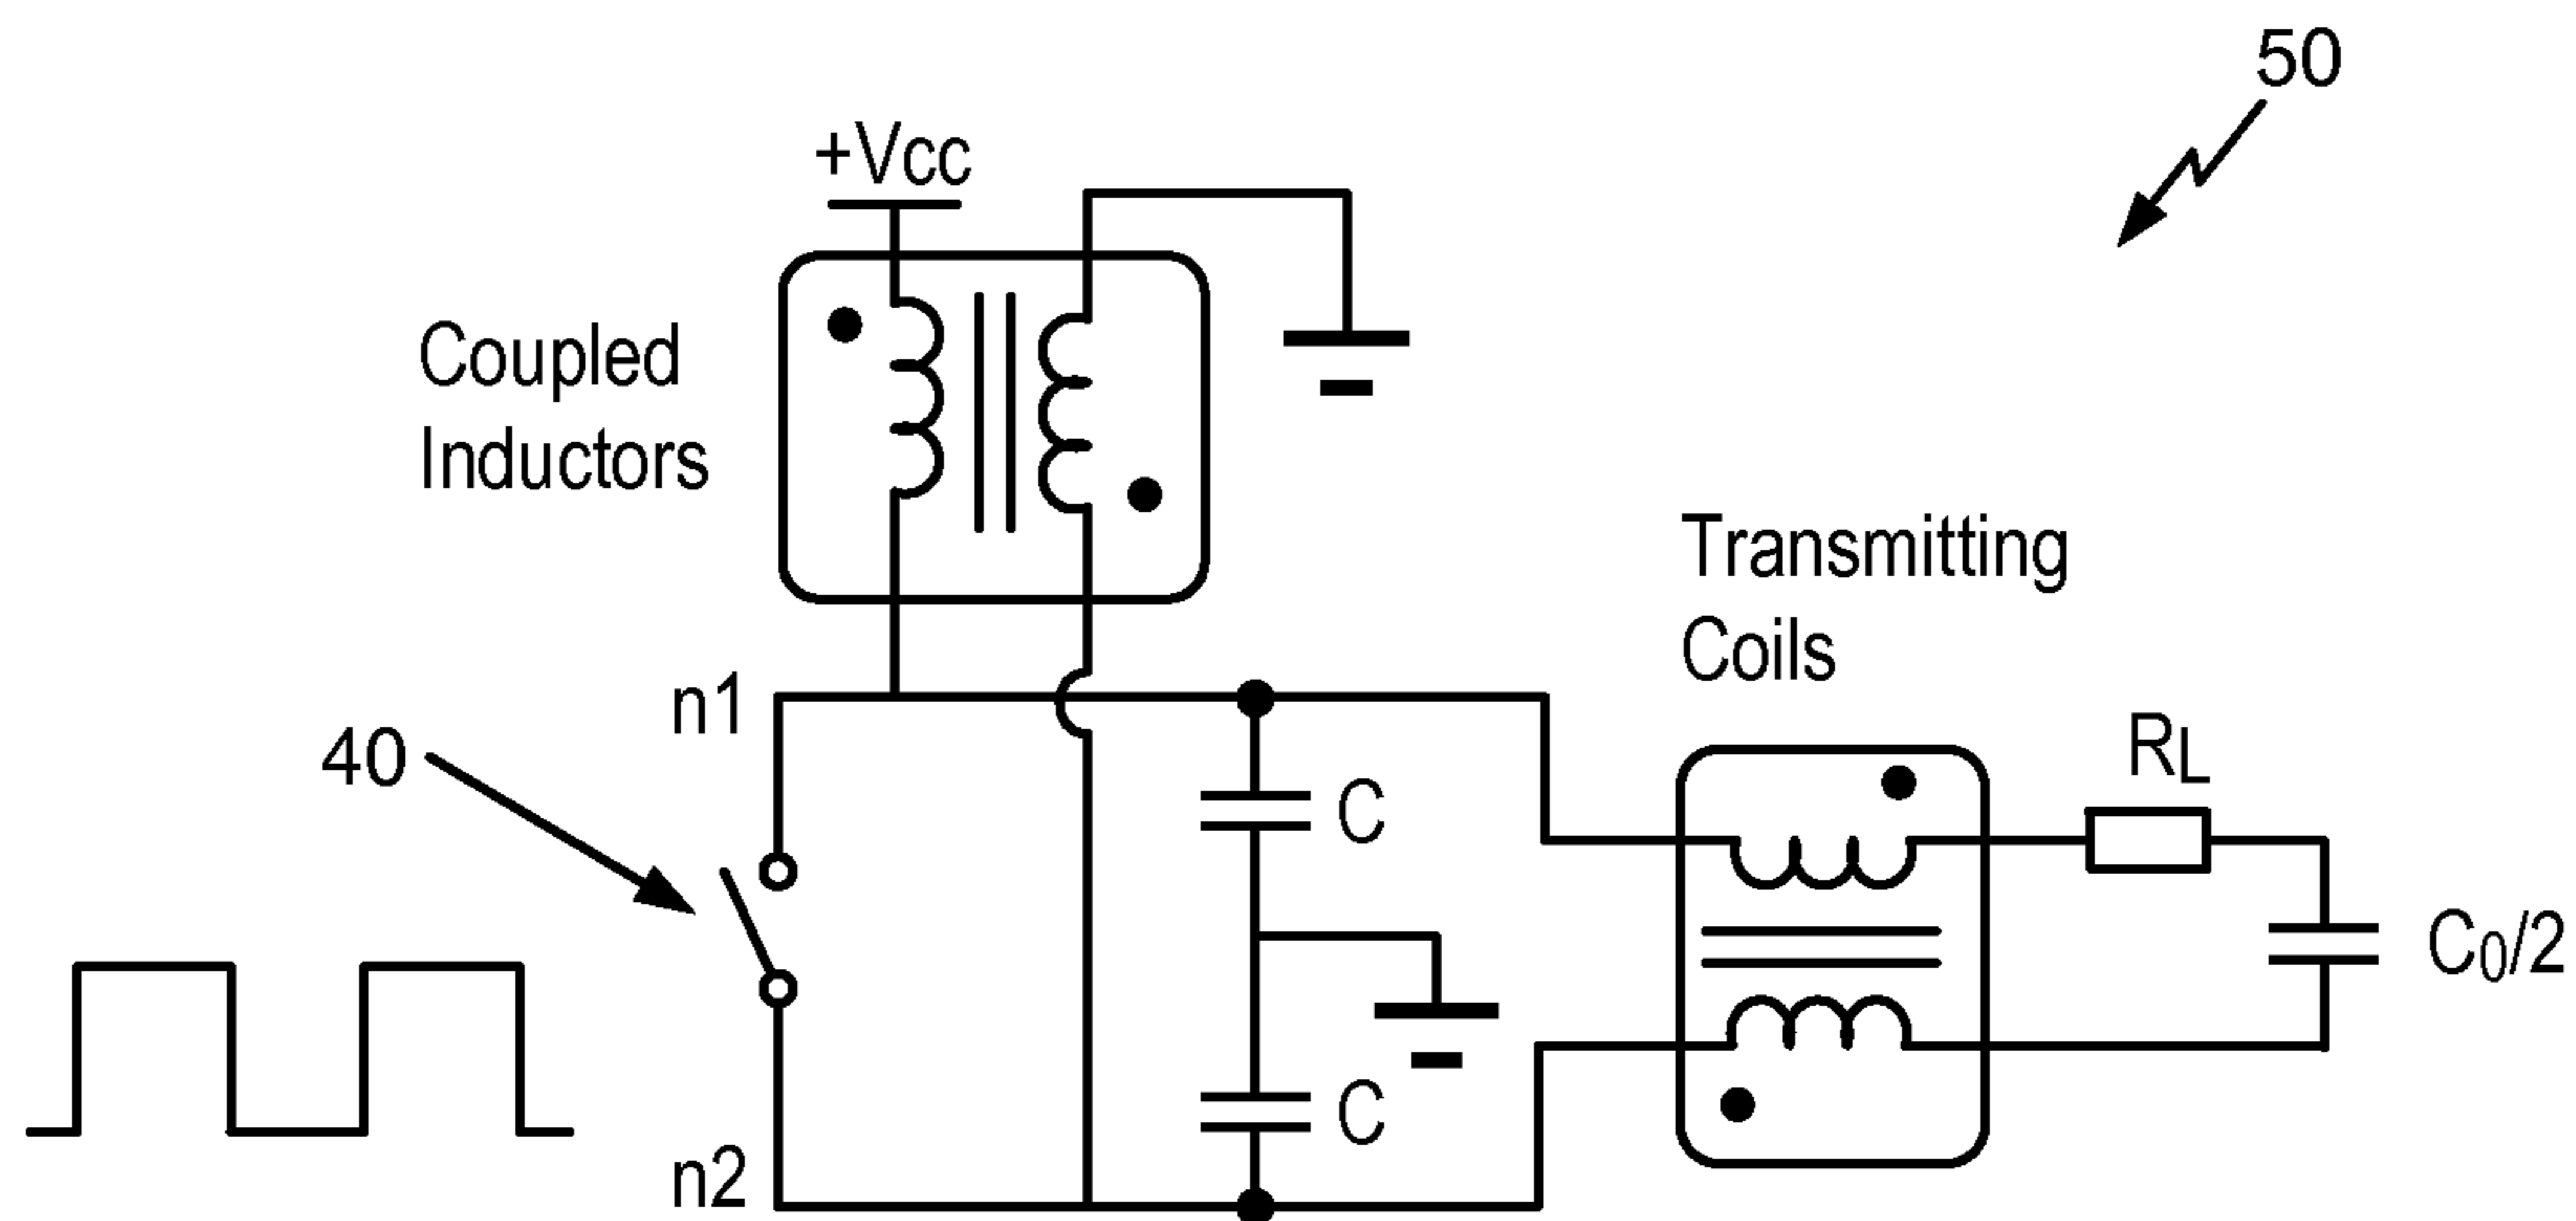 50
+Vcc
Coupled
Inductors
Transmitting
Coils
n1
RL
40
C
C0/2
C
n2